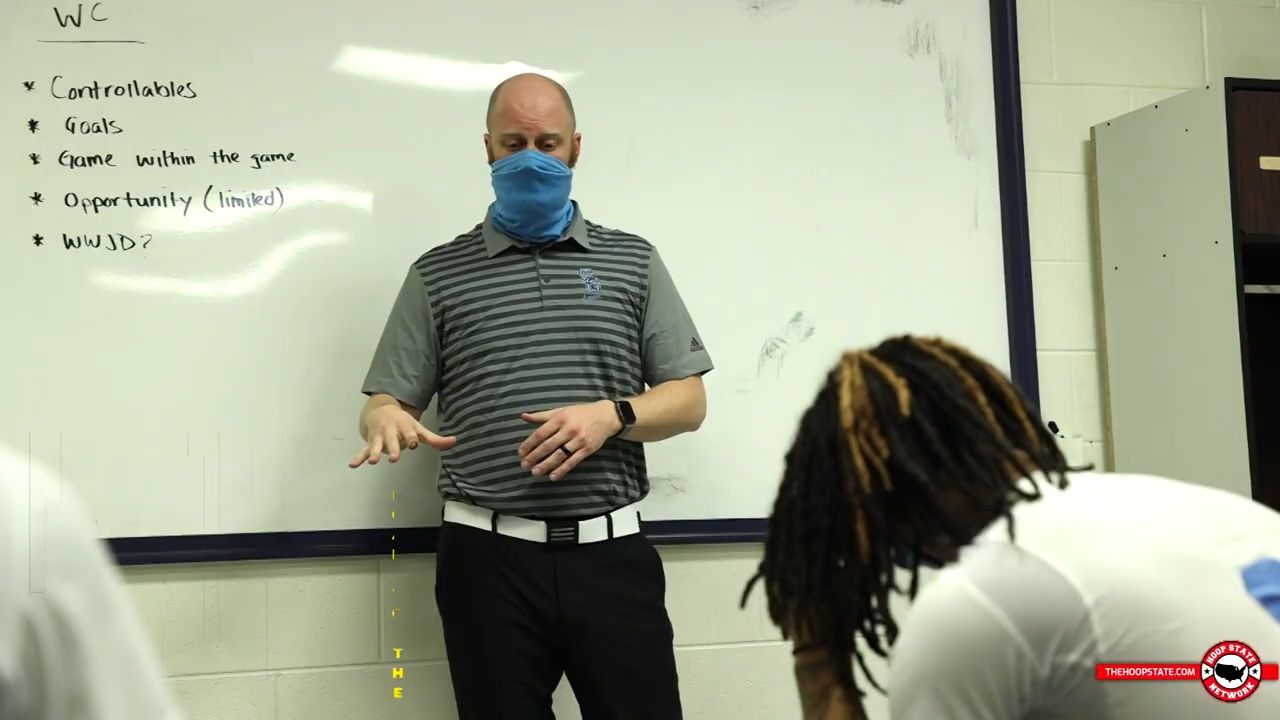 WC
* Controllables
* Goals
* Game within the game
* Opportunity (limited)
* WWJD?
THE
THEHOOPSTATE.COM
HOOP STATE
NETWORK